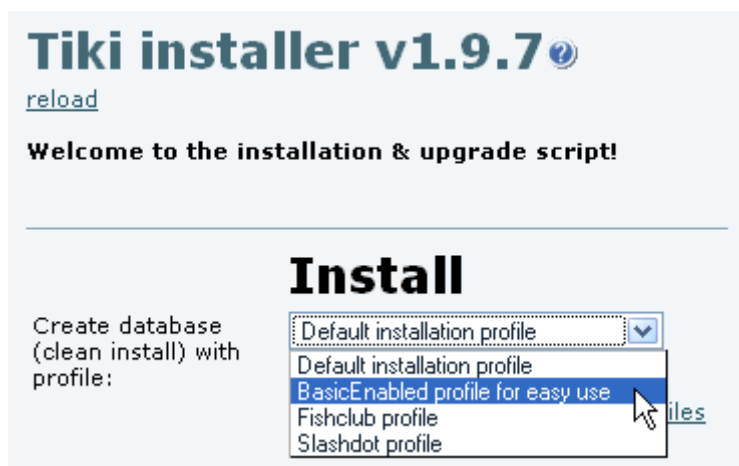 Tiki installer v1.9.7
reload
Welcome to the installation & upgrade script!
Install
Create database
(clean install) with
profile:
Default installation profile
Default installation profile
BasicEnabled profile for easy use
Fishclub profile
Slashdot profile